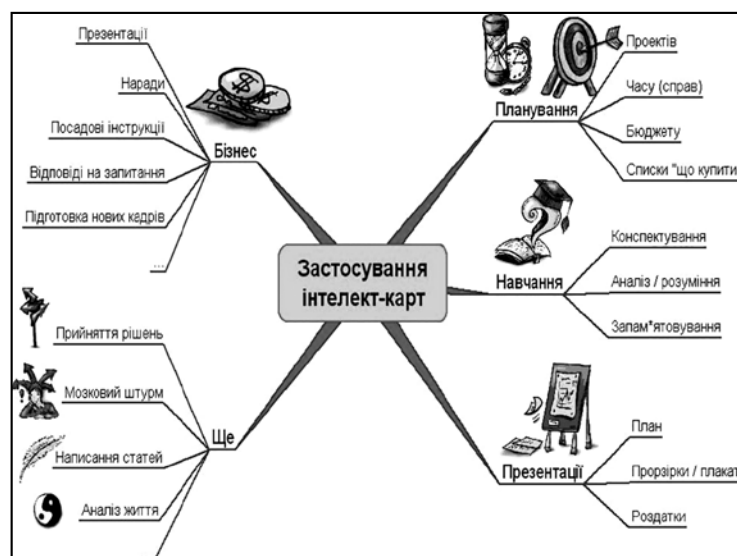 Презентації
Наради
Посадові інструкції
Відповіді на запитання
Підготовка нових кадрів
...
Бізнес
Проектів
Часу (справ)
Бюджету
Списки "що купити
Планування
Застосування
інтелект-карт
Конспектування
Аналіз / розуміння
Запам*ятовування
Навчання
Прийняття рішень
Мозковий штурм
Написання статей
Аналіз життя
...
Ще
План
Прорзірки / плакат
Роздатки
Презентації